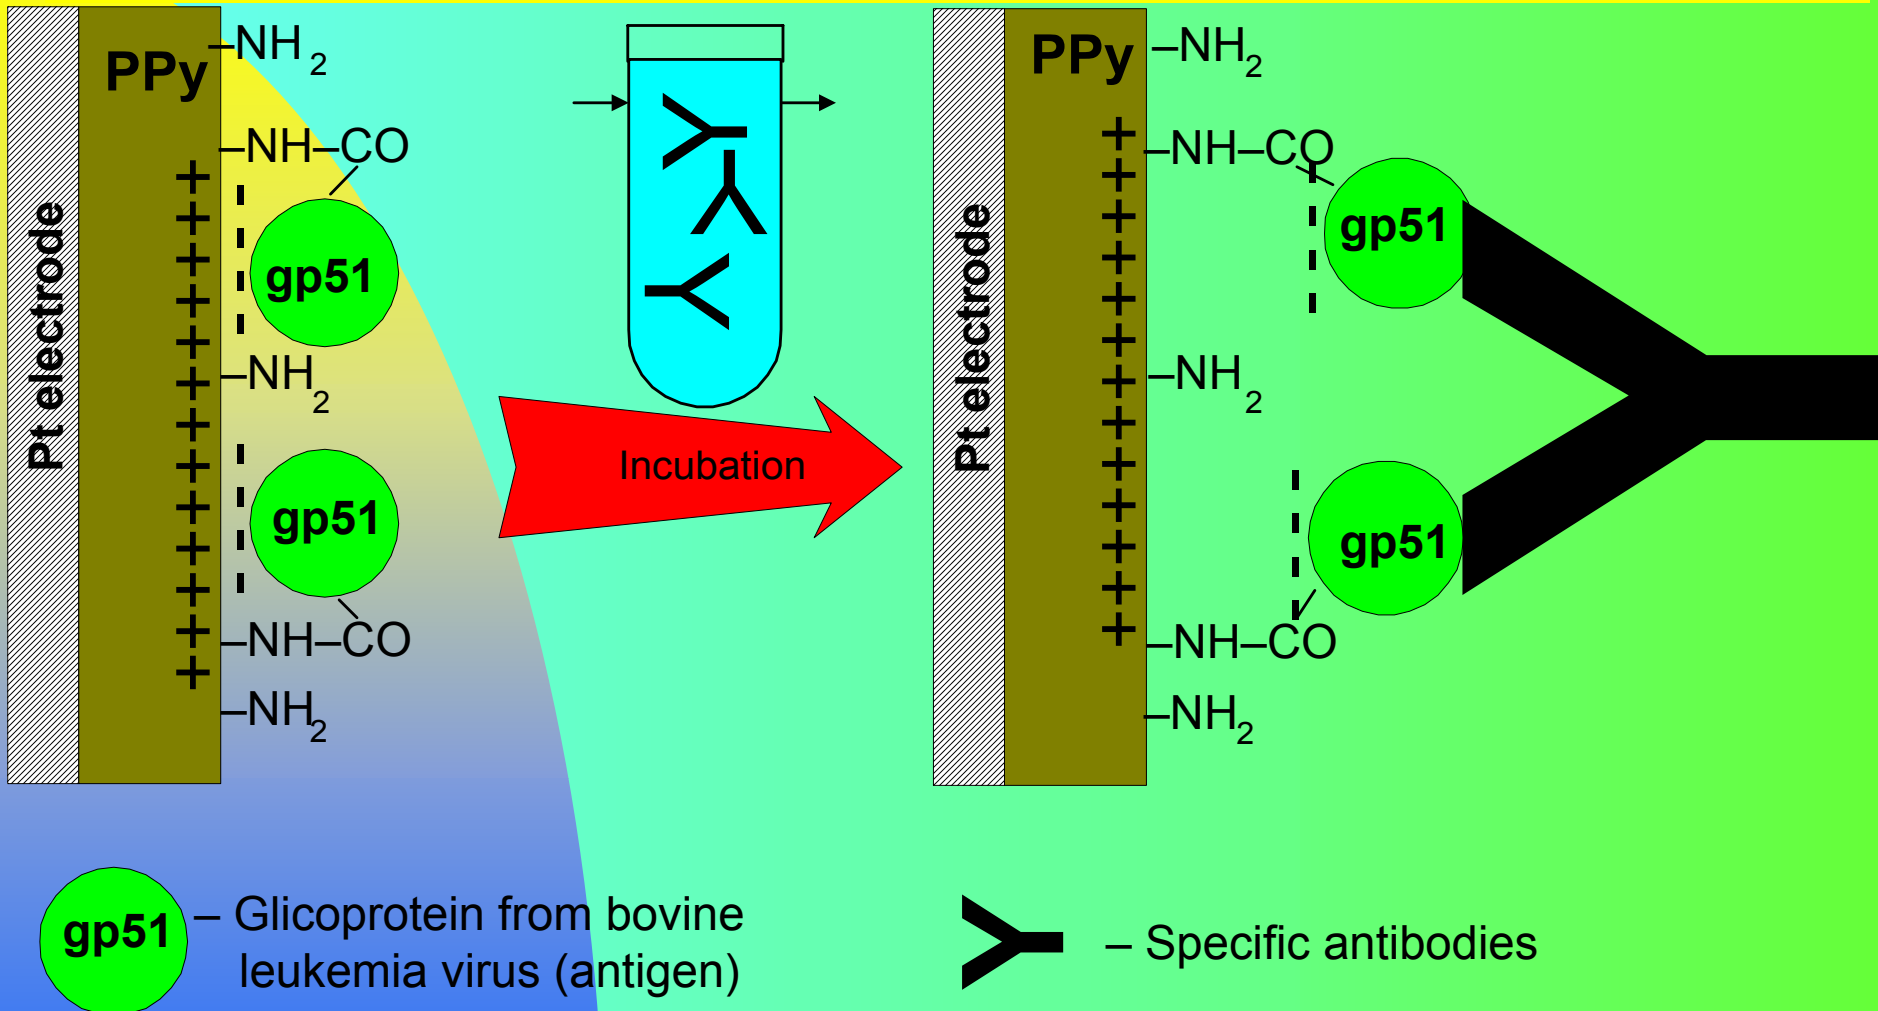 PPy
–NH2
–NH–CO
+
+
+
+
+
+
+
+
+
+
+
+
+
Pt electrode
gp51
–NH2
gp51
–NH–CO
–NH2
Incubation
PPy
–NH2
–NH–CO
+
+
+
+
+
+
+
+
+
+
+
+
+
Pt electrode
gp51
–NH2
gp51
–NH–CO
–NH2
gp51
– Glicoprotein from bovine
leukemia virus (antigen)
– Specific antibodies